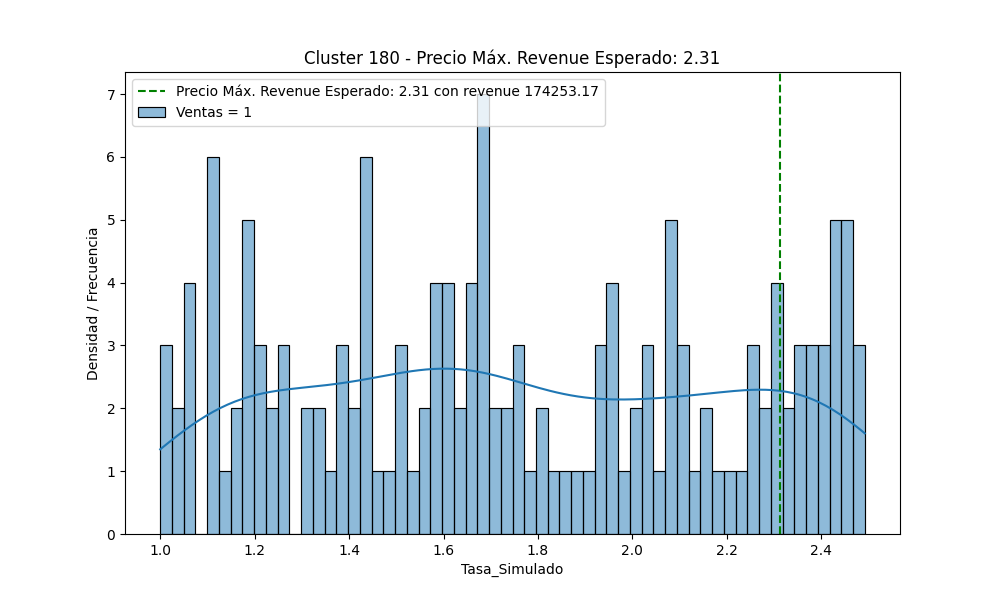 Cluster 180 - Precio Máx. Revenue Esperado: 2.31
Precio Máx. Revenue Esperado: 2.31 con revenue 174253.17
Ventas = 1
Densidad / Frecuencia
7
6
5
4
3
2
1
0
1.0 1.2 1.4 1.6 1.8 2.0 2.2 2.4
Tasa_Simulado